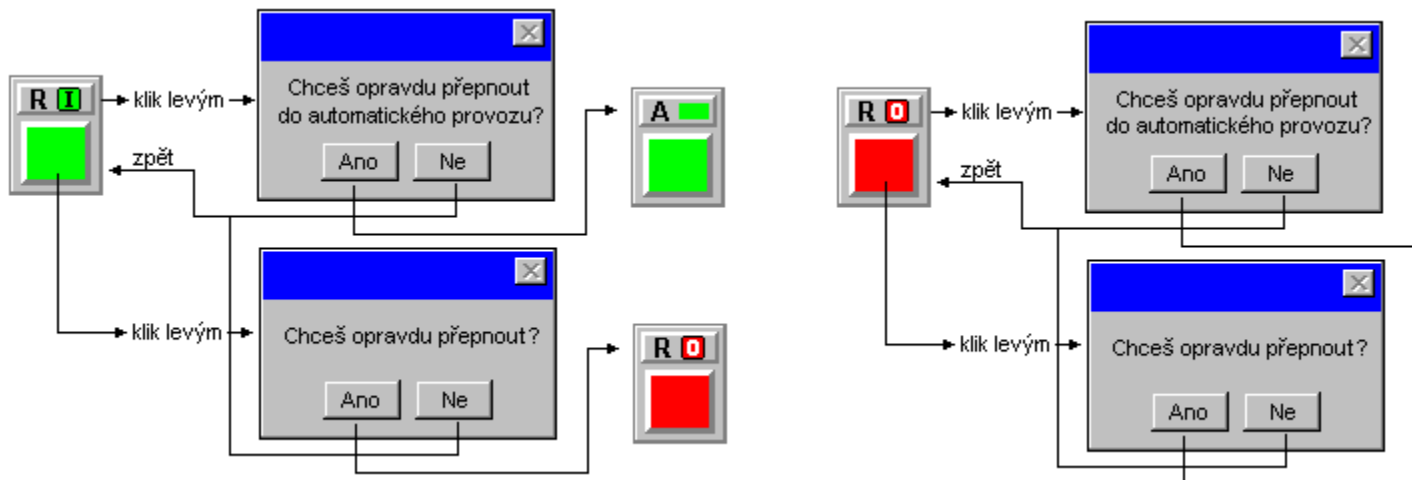 R I
klik levým
Chceš opravdu přepnout
do automatického provozu?
Ano Ne
zpět
A
klik levým
Chceš opravdu přepnout?
Ano Ne
R 0
R 0
klik levým
Chceš opravdu přepnout
do automatického provozu?
Ano Ne
zpět
klik levým
Chceš opravdu přepnout?
Ano Ne